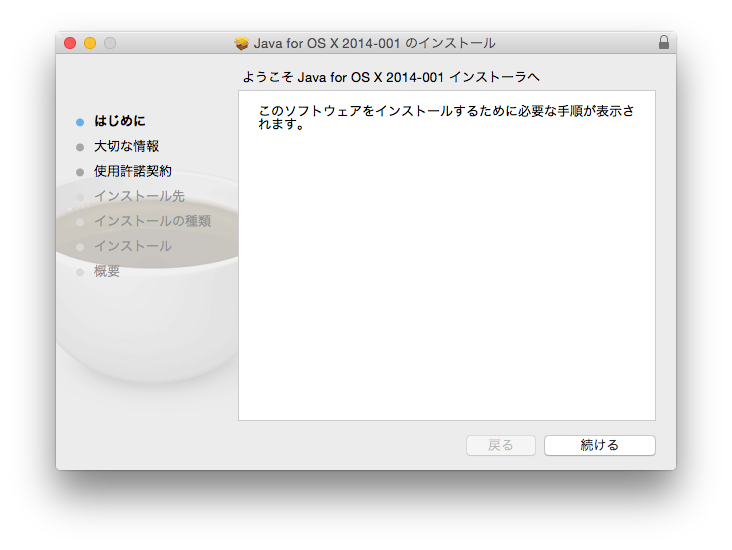 Java for OS X 2014-001 のインストール
ようこそ Java for OS X 2014-001 インストーラへ
はじめに
大切な情報
使用許諾契約
インストール先
インストールの種類
インストール
概要
このソフトウェアをインストールするために必要な手順が表示さ
れます。
戻る
続ける